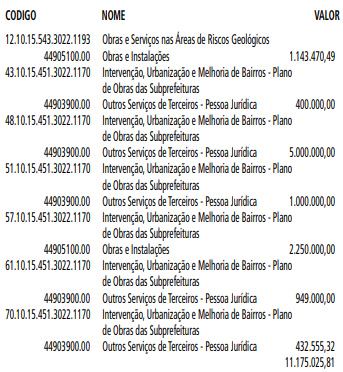 CODIGO NOME VALOR
12.10.15.543.3022.1193 Obras e Serviços nas Áreas de Riscos Geológicos
44905100.00 Obras e Instalações 1.143.470,49
43.10.15.451.3022.1170 Intervenção, Urbanização e Melhoria de Bairros - Plano
de Obras das Subprefeituras
44903900.00 Outros Serviços de Terceiros - Pessoa Jurídica 400.000,00
48.10.15.451.3022.1170 Intervenção, Urbanização e Melhoria de Bairros - Plano
de Obras das Subprefeituras
44903900.00 Outros Serviços de Terceiros - Pessoa Jurídica 5.000.000,00
51.10.15.451.3022.1170 Intervenção, Urbanização e Melhoria de Bairros - Plano
de Obras das Subprefeituras
44903900.00 Outros Serviços de Terceiros - Pessoa Jurídica 1.000.000,00
57.10.15.451.3022.1170 Intervenção, Urbanização e Melhoria de Bairros - Plano
de Obras das Subprefeituras
44905100.00 Obras e Instalações 2.250.000,00
61.10.15.451.3022.1170 Intervenção, Urbanização e Melhoria de Bairros - Plano
de Obras das Subprefeituras
44903900.00 Outros Serviços de Terceiros - Pessoa Jurídica 949.000,00
70.10.15.451.3022.1170 Intervenção, Urbanização e Melhoria de Bairros - Plano
de Obras das Subprefeituras
44903900.00 Outros Serviços de Terceiros - Pessoa Jurídica 432.555,32
11.175.025,81